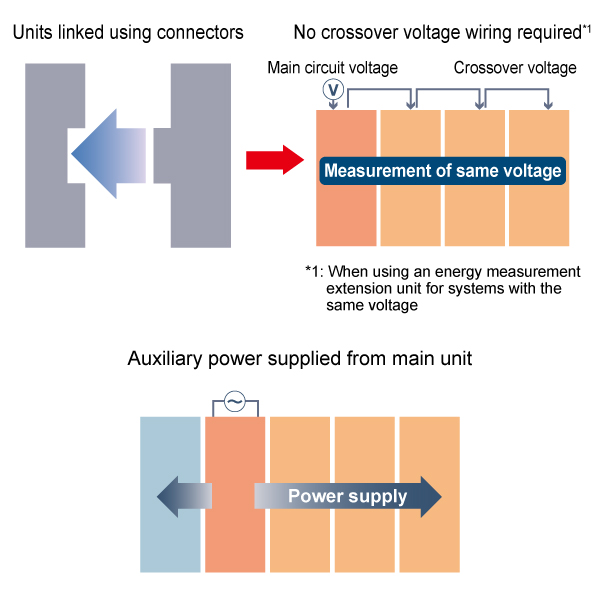 Units linked using connectors
No crossover voltage wiring required*1
Main circuit voltage
Crossover voltage
V
Measurement of same voltage
*1: When using an energy measurement
extension unit for systems with the
same voltage
Auxiliary power supplied from main unit
~
Power supply